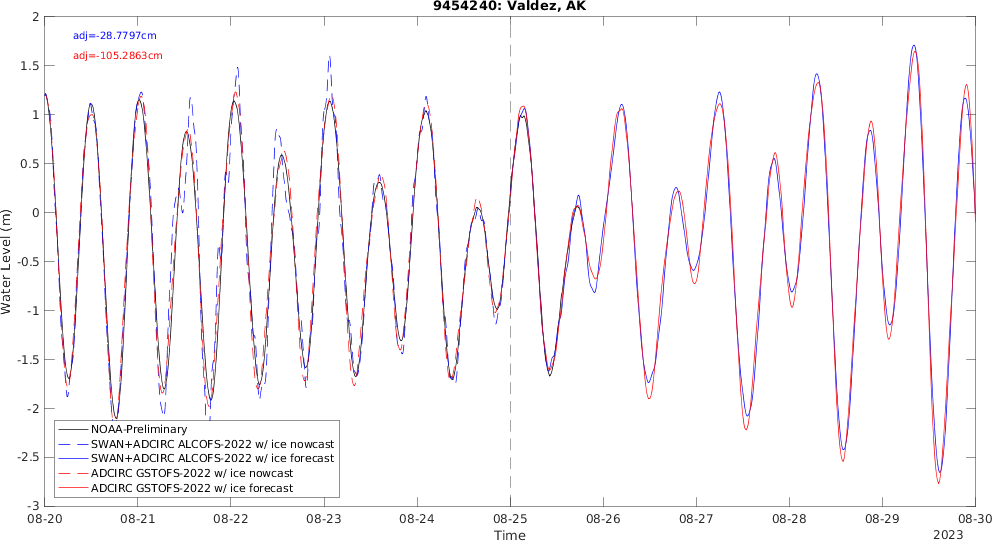 9454240: Valdez, AK
adj=-28.7797cm
adj=-105.2863cm
2
1.5
1
0.5
0
-0.5
-1
-1.5
-2
-2.5
-3
Water Level (m)
NOAA-Preliminary
SWAN+ADCIRC ALCOFS-2022 w/ ice nowcast
SWAN+ADCIRC ALCOFS-2022 w/ ice forecast
ADCIRC GSTOFS-2022 w/ ice nowcast
ADCIRC GSTOFS-2022 w/ ice forecast
08-20 08-21 08-22 08-23 08-24 08-25 08-26 08-27 08-28 08-29 08-30
Time
2023